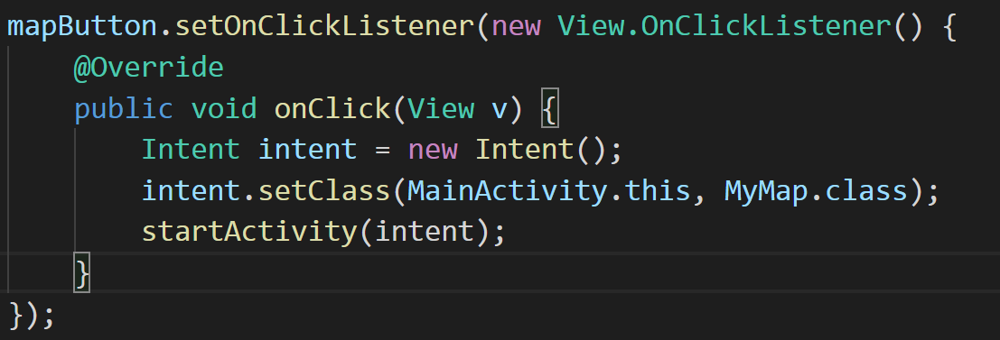 mapButton.setOnClickListener(new View.OnClickListener() {
    @Override
    public void onClick(View v) {
        Intent intent = new Intent();
        intent.setClass(MainActivity.this, MyMap.class);
        startActivity(intent);
    }
});